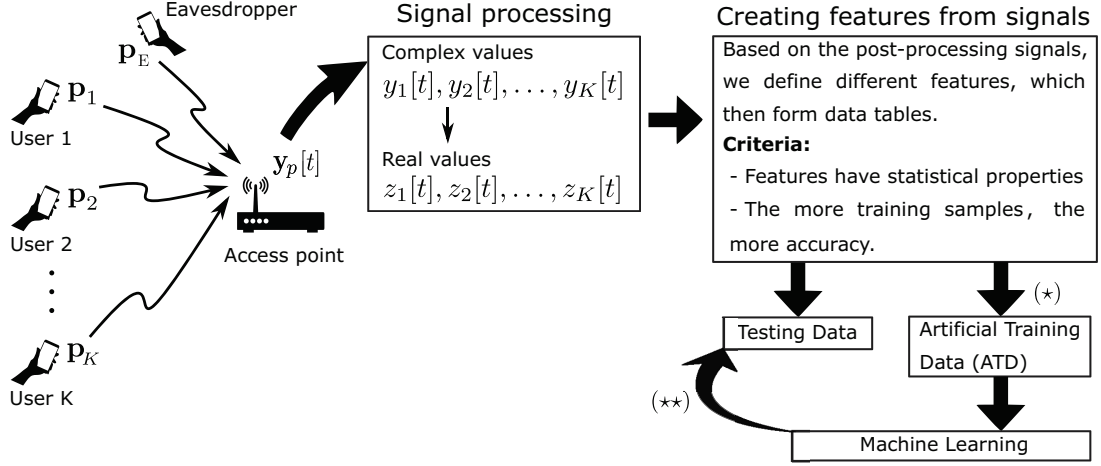 Eavesdropper
p_E
p_1
User 1
p_2
User 2
p_K
User K
y_p[t]
Access point
Signal processing
Complex values
y_1[t], y_2[t], . . . , y_K[t]
Real values
z_1[t], z_2[t], . . . , z_K[t]
Creating features from signals
Based on the post-processing signals,
we define different features, which
then form data tables.
Criteria:
- Features have statistical properties
- The more training samples, the
more accuracy.
(⋆)
Testing Data
Artificial Training
Data (ATD)
(⋆⋆)
Machine Learning